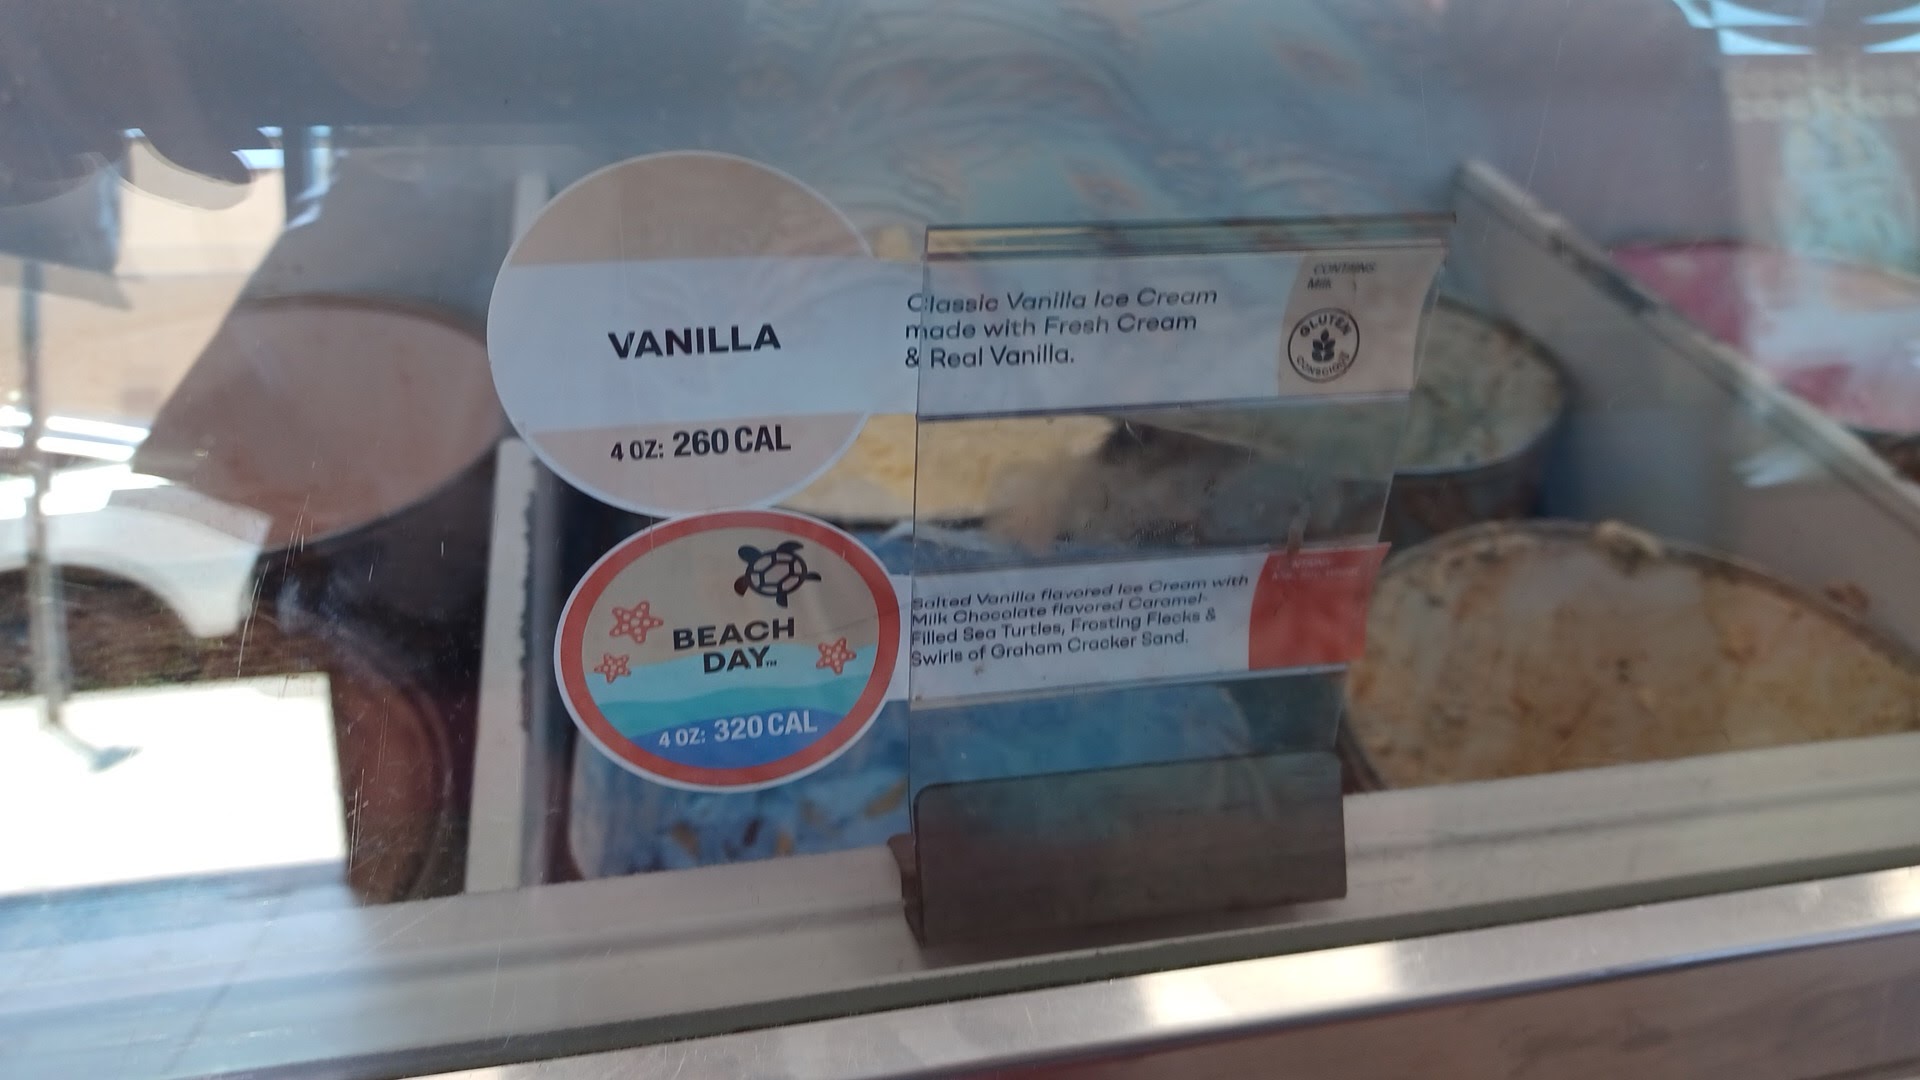 VANILLA
4 OZ: 260 CAL
Classic Vanilla Ice Cream
made with Fresh Cream
& Real Vanilla.
CONTAINS:
Milk
GLUTEN
CONSCIOUS
BEACH
DAY™
4 OZ: 320 CAL
Salted Vanilla flavored Ice Cream with
Milk Chocolate flavored Caramel-
Filled Sea Turtles, Frosting Flecks &
Swirls of Graham Cracker Sand.
CONTAINS: